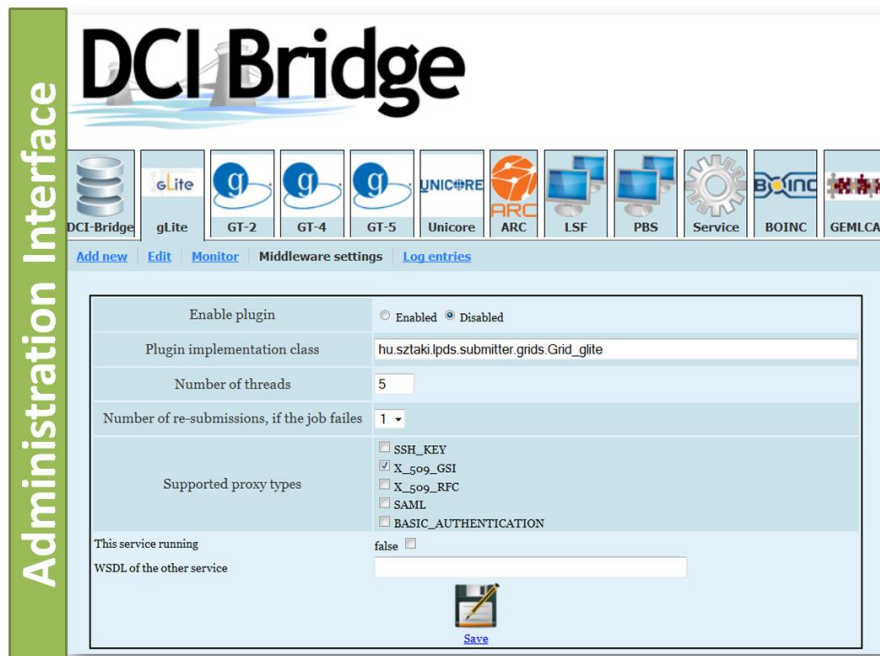 Administration Interface
DCI Bridge
gLite
UNICORE
ARC
BOINC
DCI-Bridge gLite GT-2 GT-4 GT-5 Unicore ARC LSF PBS Service BOINC GEMLCA
Add new Edit Monitor Middleware settings Log entries
Enable plugin Enabled Disabled
Plugin implementation class hu.sztaki.lpds.submitter.grids.Grid_glite
Number of threads 5
Number of re-submissions, if the job failes 1
Supported proxy types
SSH_KEY
X_509_GSI
X_509_RFC
SAML
BASIC_AUTHENTICATION
This service running false
WSDL of the other service
Save